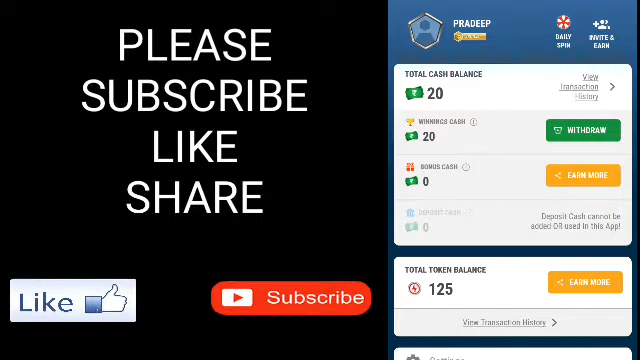 PLEASE
SUBSCRIBE
LIKE
SHARE
Like
Subscribe
PRADEEP
DAILY
SPIN
INVITE &
EARN
TOTAL CASH BALANCE
20
View
Transaction
History
WINNINGS CASH
20
WITHDRAW
BONUS CASH
0
EARN MORE
DEPOSIT CASH
0
Deposit Cash cannot be
added OR used in this App!
TOTAL TOKEN BALANCE
125
EARN MORE
View Transaction History
Settings